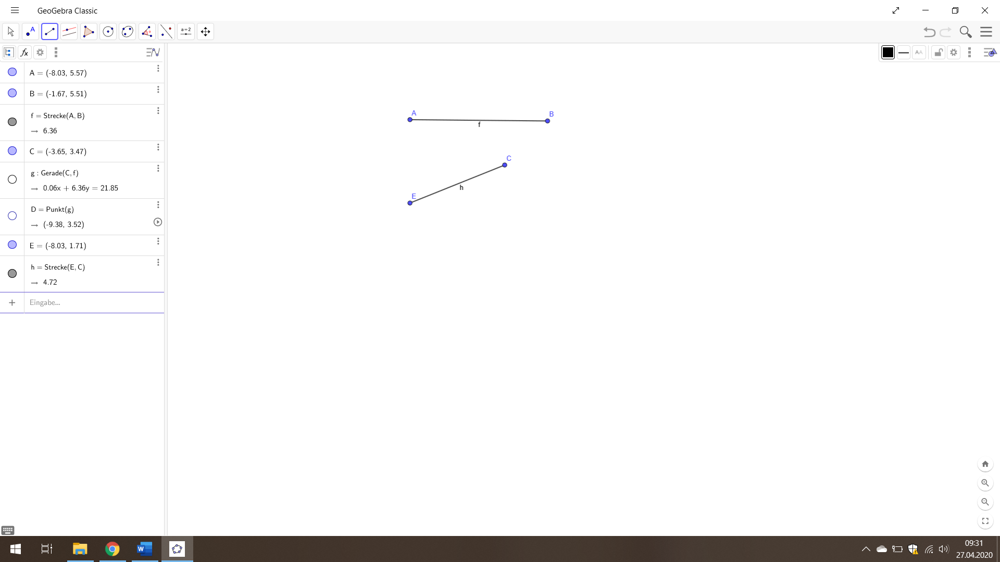 GeoGebra Classic
A
a=2
fx
AA
A = (-8.03, 5.57)
B = (-1.67, 5.51)
f = Strecke(A, B)
→ 6.36
C = (-3.65, 3.47)
g : Gerade(C, f)
→ 0.06x + 6.36y = 21.85
D = Punkt(g)
→ (-9.38, 3.52)
E = (-8.03, 1.71)
h = Strecke(E, C)
→ 4.72
+ Eingabe...
A
B
f
C
h
E
W
09:31
27.04.2020